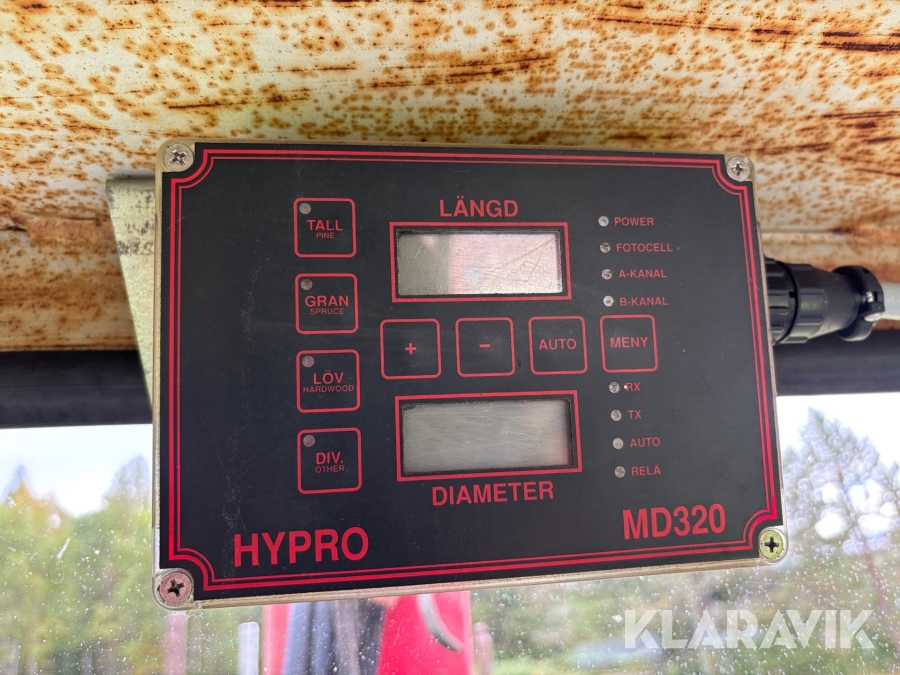 LÄNGD
TALL
PINE
GRAN
SPRUCE
LÖV
HARDWOOD
DIV.
OTHER.
POWER
FOTOCELL
A-KANAL
B-KANAL
+
−
AUTO
MENY
RX
TX
AUTO
RELA
DIAMETER
HYPRO
MD320
KLARAVIK